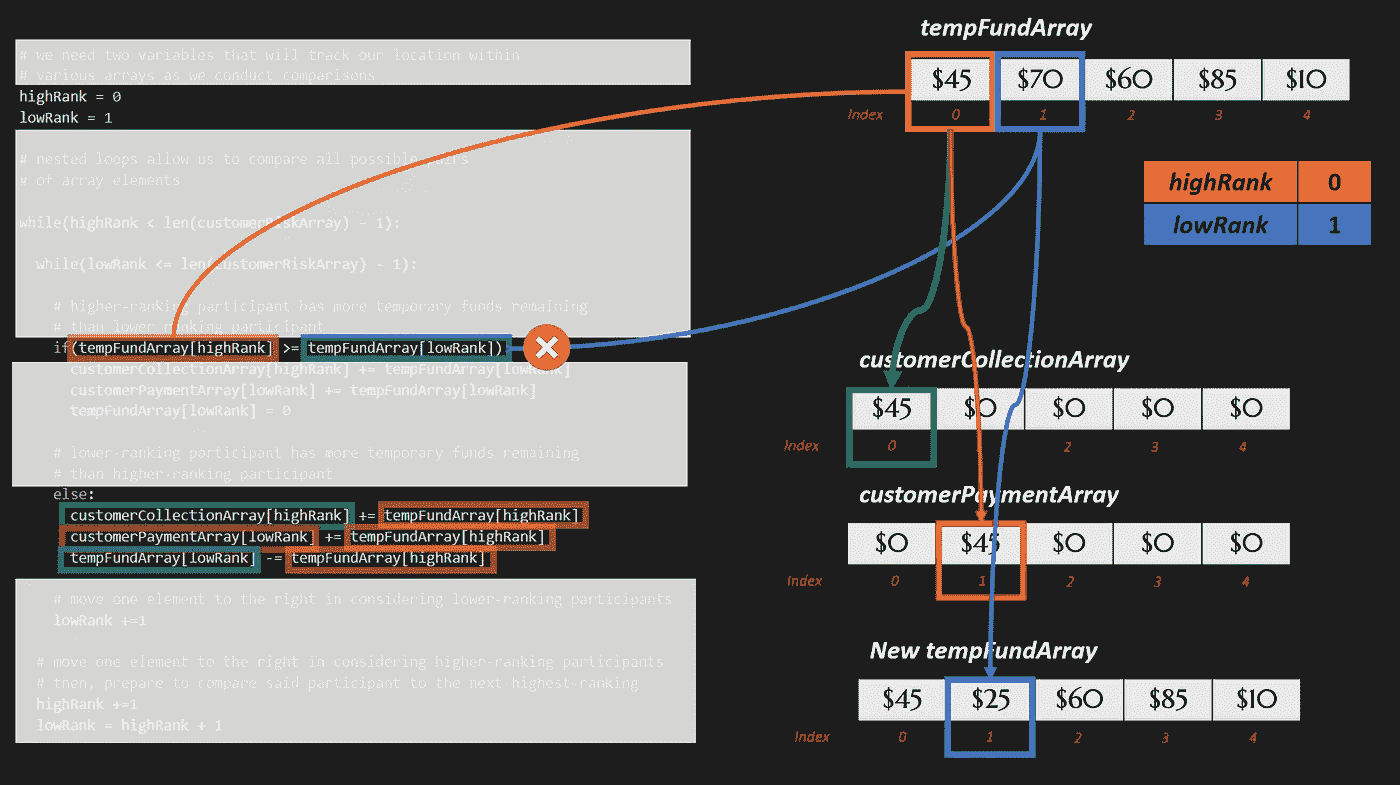 # we need two variables that will track our location within
# various arrays as we conduct comparisons
highRank = 0
lowRank = 1
# nested loops allow us to compare all possible pairs
# of array elements
while(highRank < len(customerRiskArray) - 1):
while(lowRank <= len(customerRiskArray) - 1):
# higher-ranking participant has more temporary funds remaining
# than lower ranking participant
if(tempFundArray[highRank] >= tempFundArray[lowRank])
customerCollectionArray[highRank] += tempFundArray[lowRank]
customerPaymentArray[lowRank] += tempFundArray[lowRank]
tempFundArray[lowRank] = 0
# lower-ranking participant has more temporary funds remaining
# than higher-ranking participant
else:
customerCollectionArray[highRank] += tempFundArray[highRank]
customerPaymentArray[lowRank] += tempFundArray[highRank]
tempFundArray[lowRank] -= tempFundArray[highRank]
# move one element to the right in considering lower-ranking participants
lowRank +=1
# move one element to the right in considering higher-ranking participants
# then, prepare to compare said participant to the next highest-ranking
highRank +=1
lowRank = highRank + 1
tempFundArray
$45 $70 $60 $85 $10
Index 0 1 2 3 4
highRank 0
lowRank 1
customerCollectionArray
$45 $0 $0 $0 $0
Index 0 2 3 4
customerPaymentArray
$0 $45 $0 $0 $0
Index 0 1 2 3 4
New tempFundArray
$45 $25 $60 $85 $10
Index 0 1 2 3 4